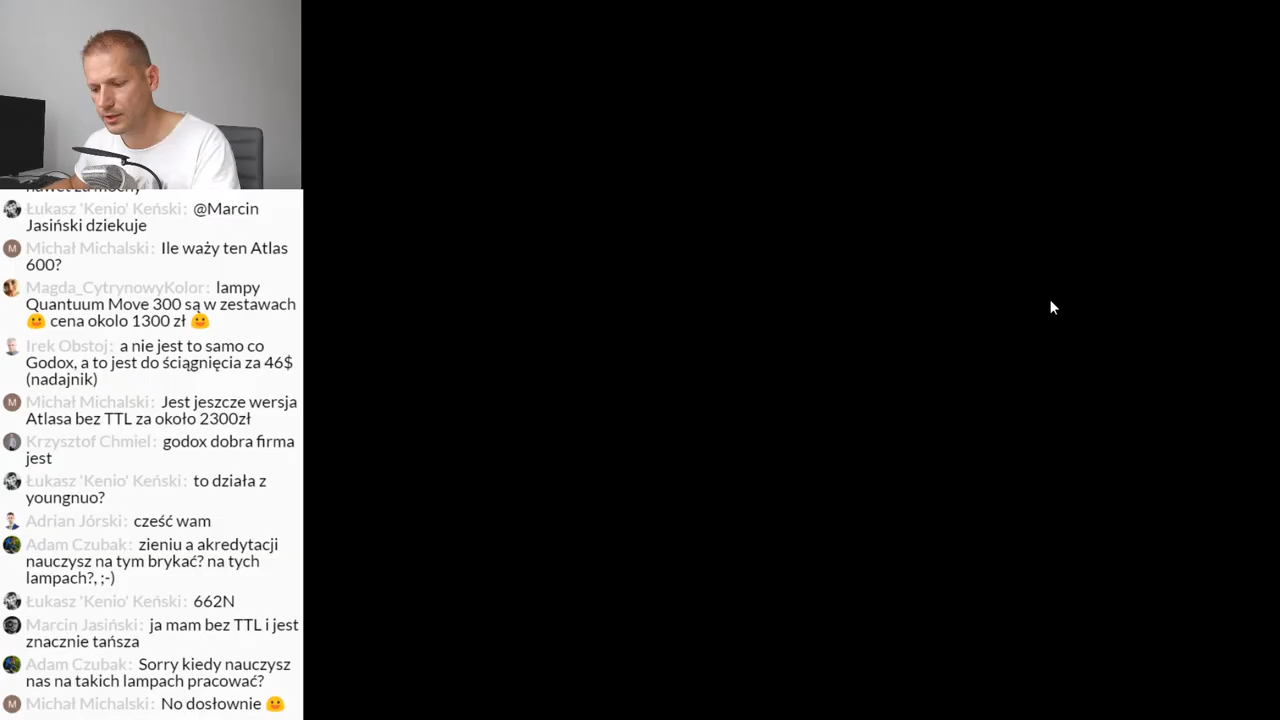 Łukasz 'Kenio' Keński: @Marcin
Jasiński dziekuje
Michał Michalski: Ile waży ten Atlas
600?
Magda_CytrynowyKolor: lampy
Quantuum Move 300 są w zestawach
cena okolo 1300 zł
Irek Obstoj: a nie jest to samo co
Godox, a to jest do ściągnięcia za 46$
(nadajnik)
Michał Michalski: Jest jeszcze wersja
Atlasa bez TTL za około 2300zł
Krzysztof Chmiel: godox dobra firma
jest
Łukasz 'Kenio' Keński: to działa z
youngnuo?
Adrian Jórski: cześć wam
Adam Czubak: zieniu a akredytacji
nauczysz na tym brykać? na tych
lampach?, ;-)
Łukasz 'Kenio' Keński: 662N
Marcin Jasiński: ja mam bez TTL i jest
znacznie tańsza
Adam Czubak: Sorry kiedy nauczysz
nas na takich lampach pracować?
Michał Michalski: No dosłownie